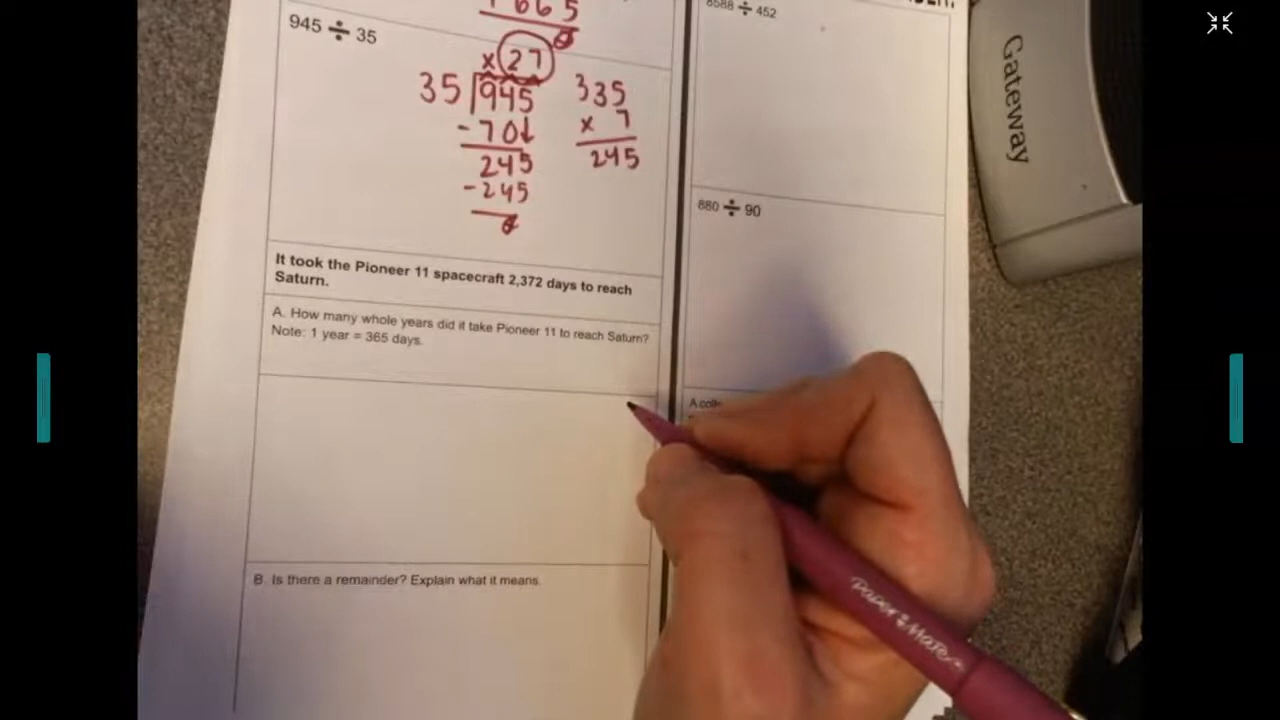 665
945 ÷ 35
x 27
35 945
-70↓
245
-245
0
335
x 7
245
It took the Pioneer 11 spacecraft 2,372 days to reach
Saturn.
A. How many whole years did it take Pioneer 11 to reach Saturn?
Note: 1 year = 365 days.
B. Is there a remainder? Explain what it means.
8588 ÷ 452
880 ÷ 90
Gateway
Paper Mate